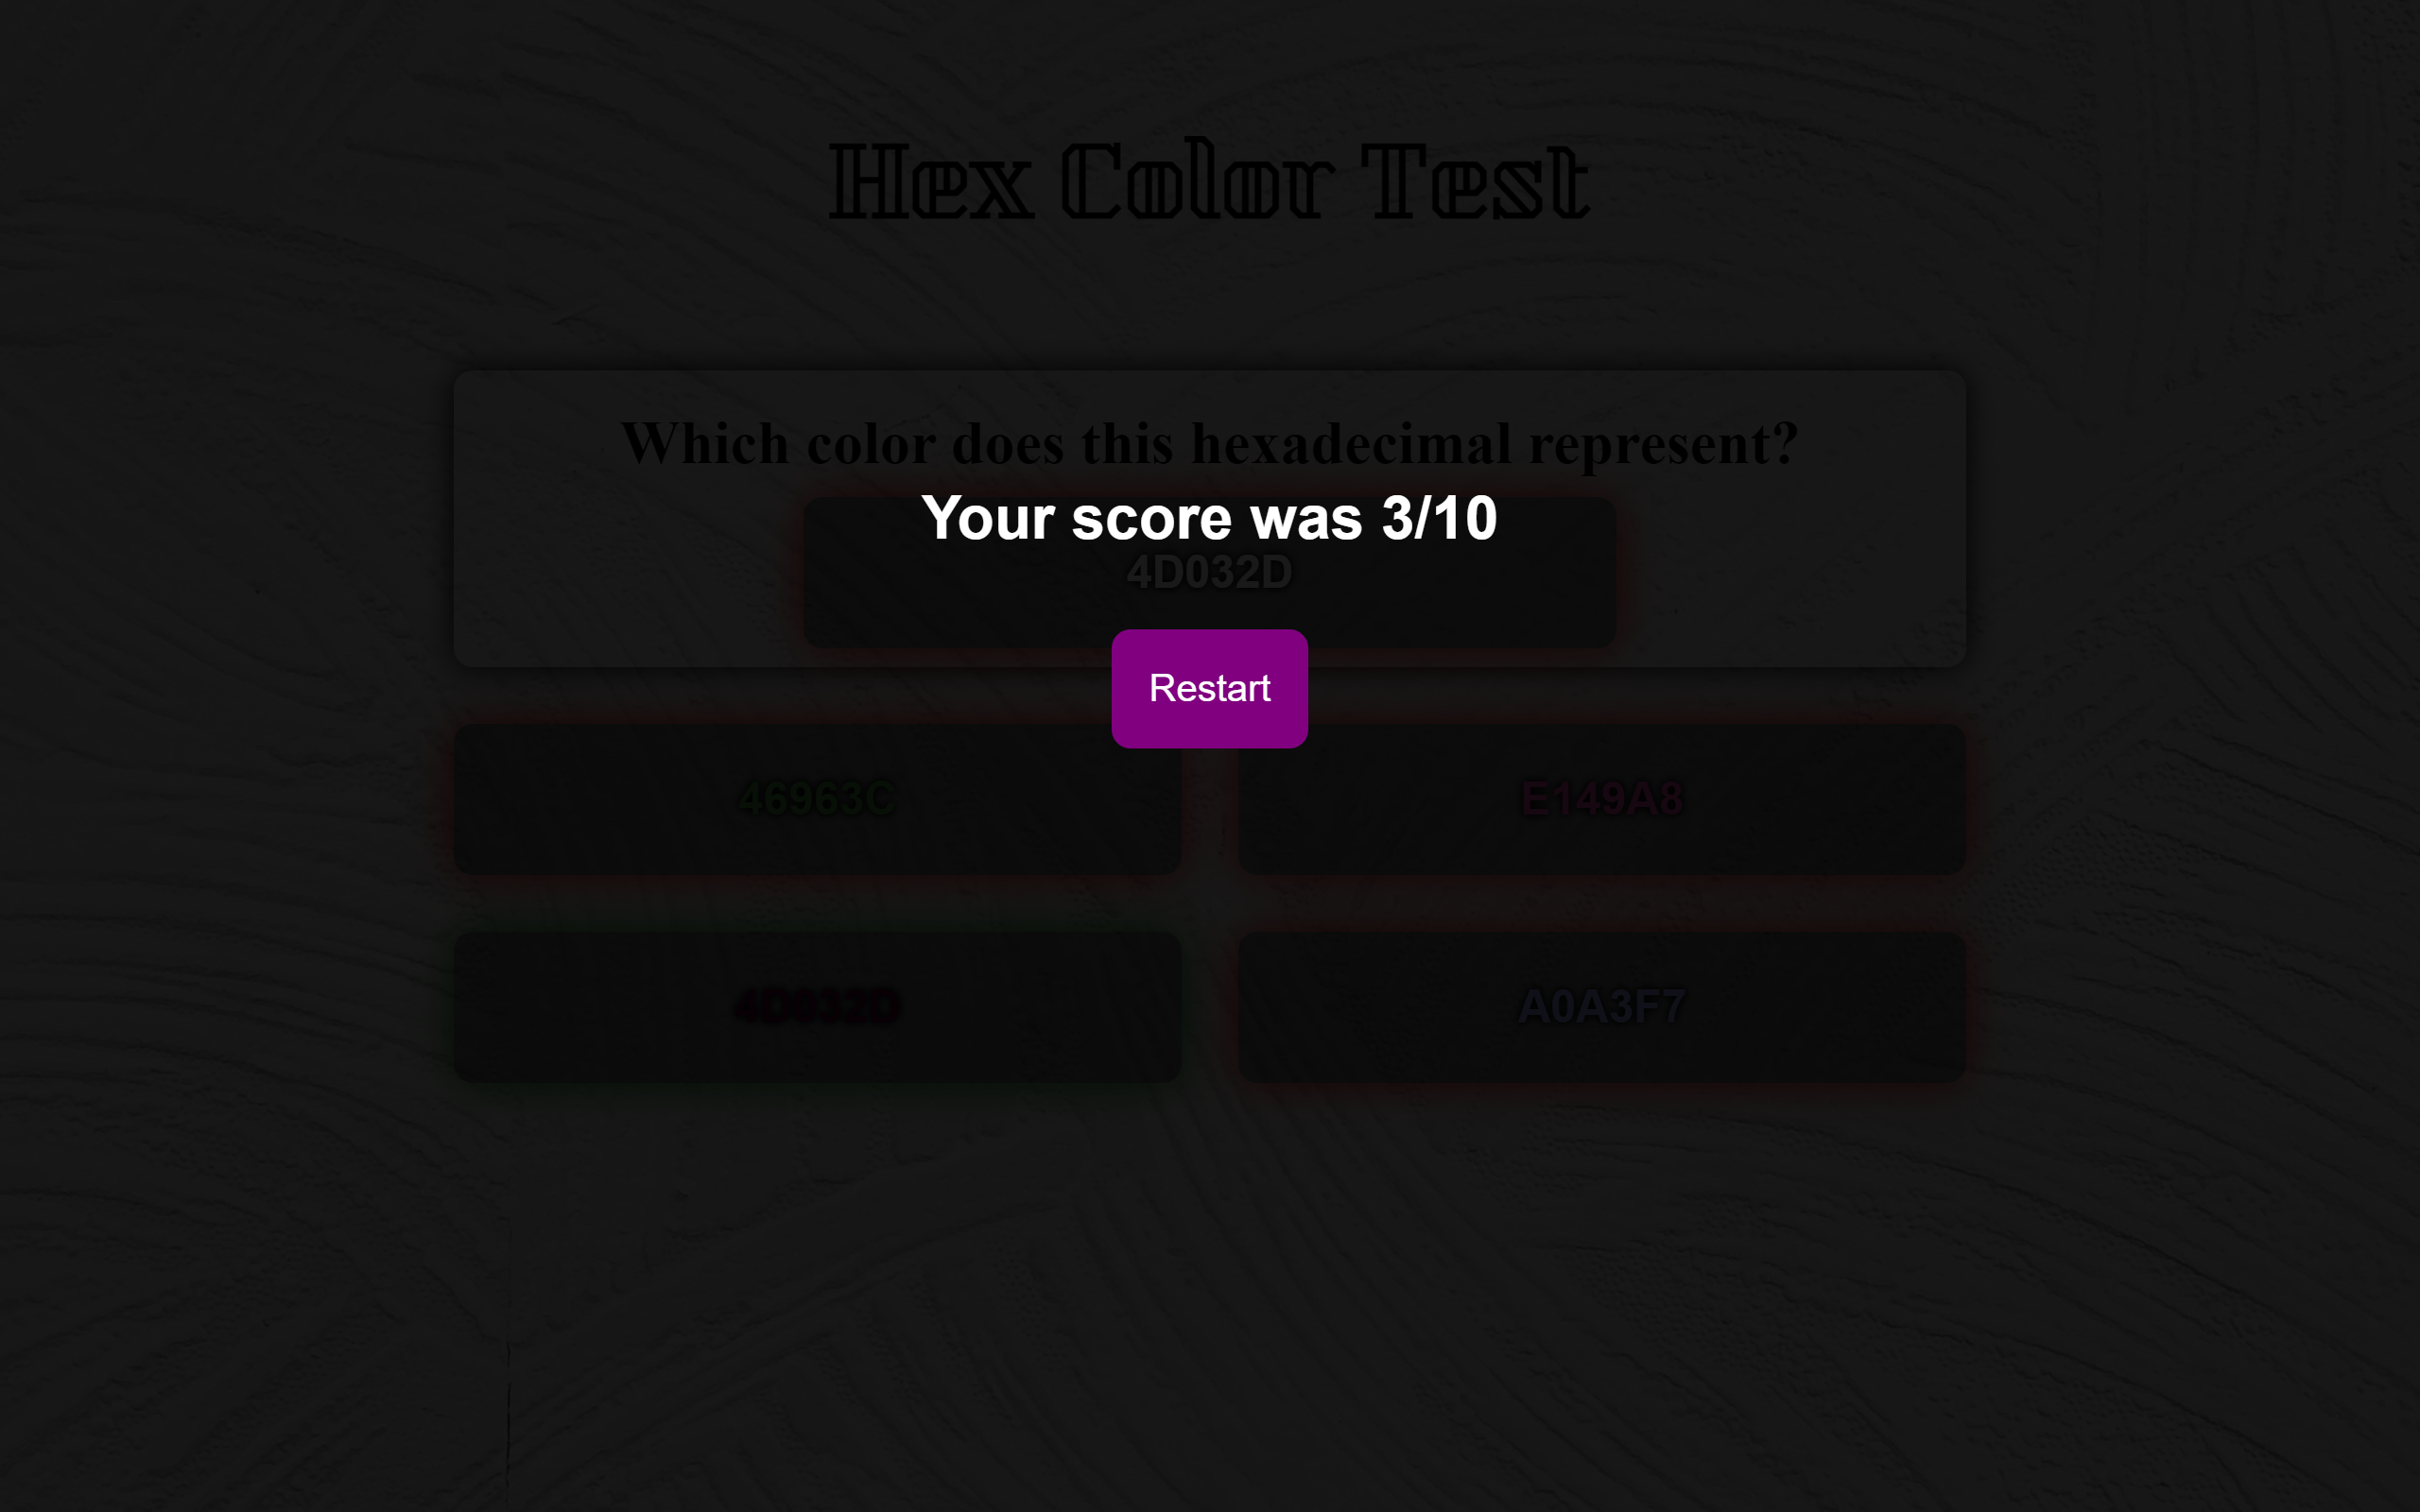 Hex Color Test
Which color does this hexadecimal represent?
Your score was 3/10
4D032D
Restart
46963C
E149A8
4D032D
A0A3F7